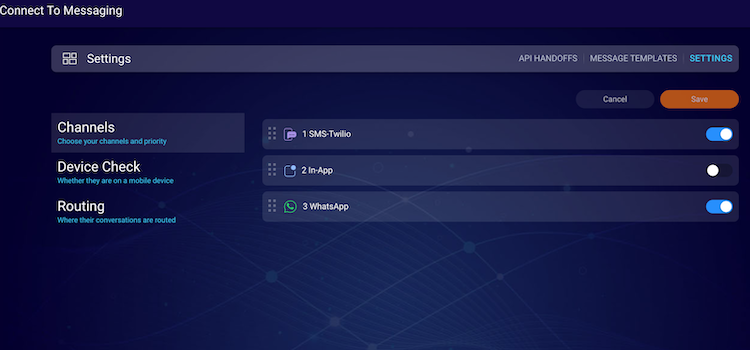 Connect To Messaging
Settings
API HANDOFFS | MESSAGE TEMPLATES | SETTINGS
Cancel
Save
Channels
Choose your channels and priority
1 SMS-Twilio
2 In-App
Device Check
Whether they are on a mobile device
3 WhatsApp
Routing
Where their conversations are routed